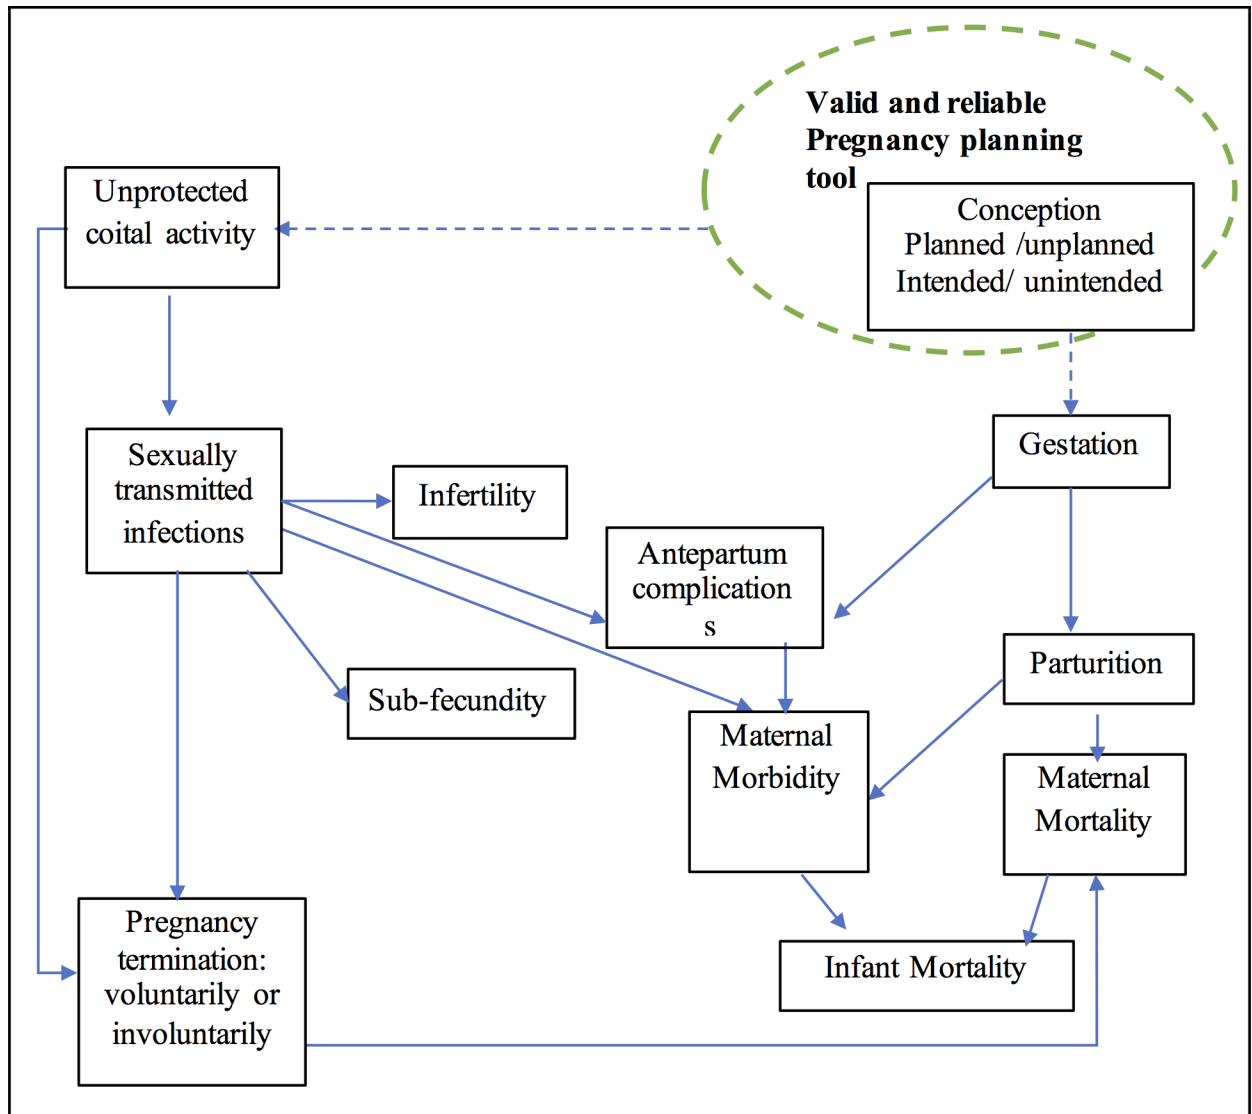 Valid and reliable
Pregnancy planning
tool
Unprotected
coital activity
Conception
Planned /unplanned
Intended/ unintended
Sexually
transmitted
infections
Infertility
Gestation
Antepartum
complication
s
Sub-fecundity
Parturition
Maternal
Morbidity
Maternal
Mortality
Pregnancy
termination:
voluntarily or
involuntarily
Infant Mortality